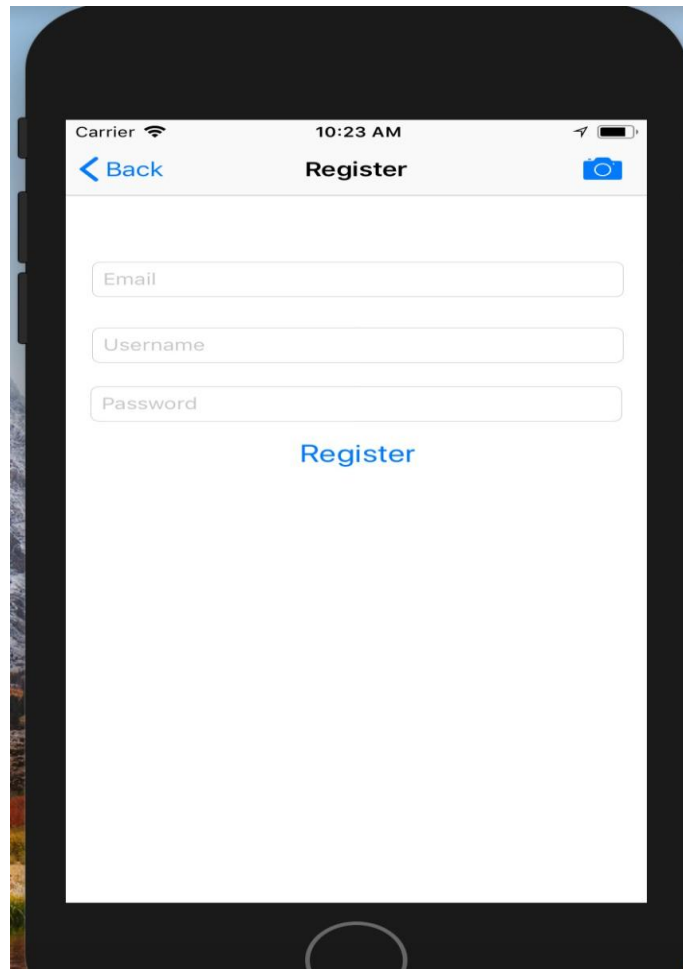 Carrier 10:23 AM
Back Register
Email
Username
Password
Register